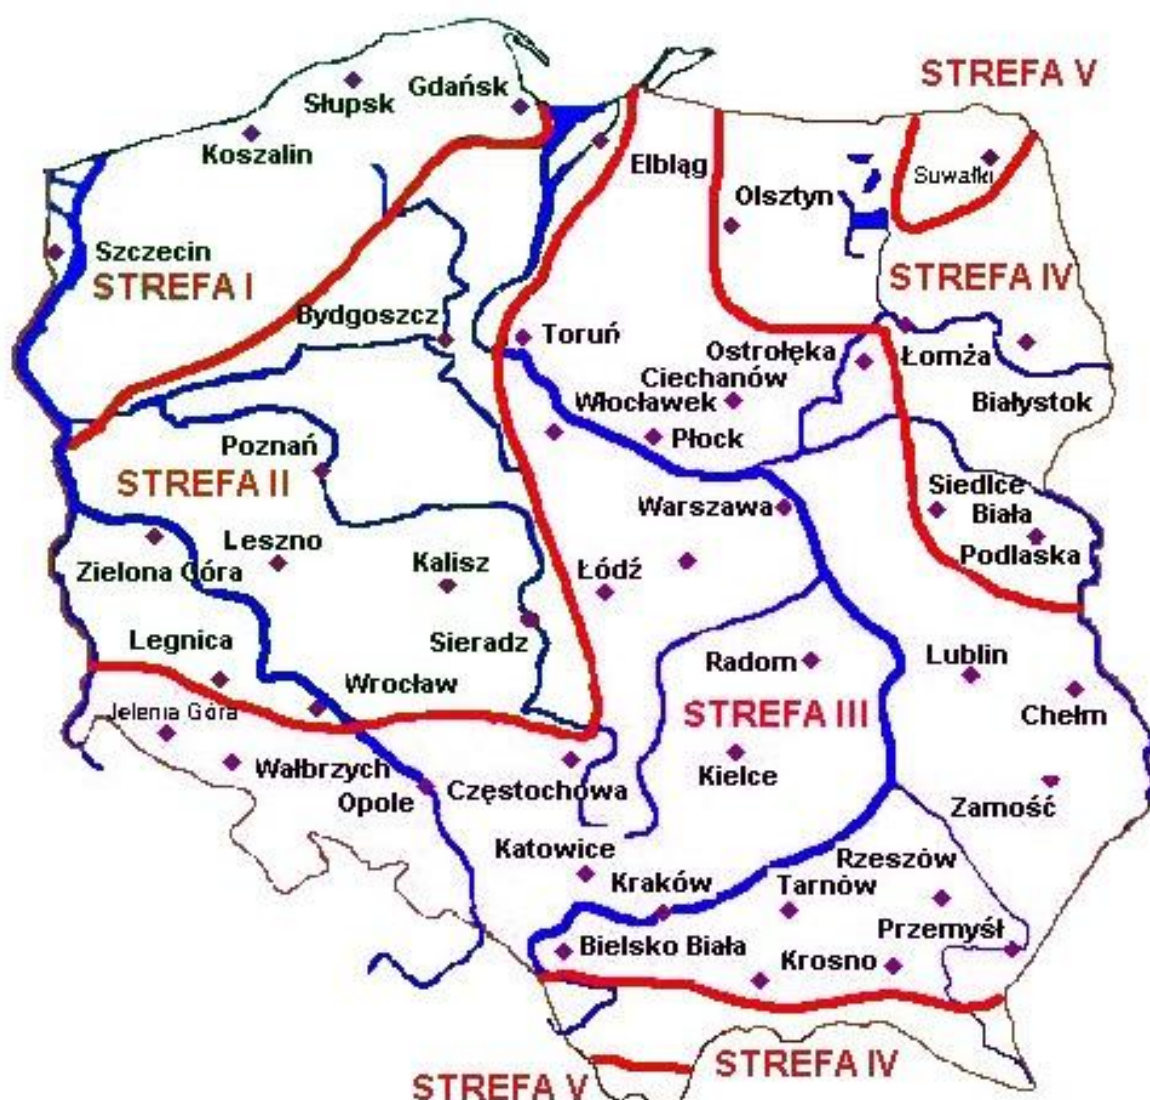 STREFA V
Gdańsk
Słupsk
Koszalin
Elbląg
Suwałki
Olsztyn
Szczecin
STREFA I
STREFA IV
Bydgoszcz
Toruń
Ostrołęka
Łomża
Ciechanów
Włocławek
Białystok
Płock
Poznań
STREFA II
Siedlce
Warszawa
Biała
Podlaska
Leszno
Zielona Góra
Kalisz
Łódź
Legnica
Sieradz
Radom
Lublin
Wrocław
Jelenia Góra
STREFA III
Chełm
Wałbrzych
Opole
Częstochowa
Kielce
Zamość
Katowice
Rzeszów
Kraków
Tarnów
Przemyśl
Bielsko Biała
Krosno
STREFA IV
STREFA V